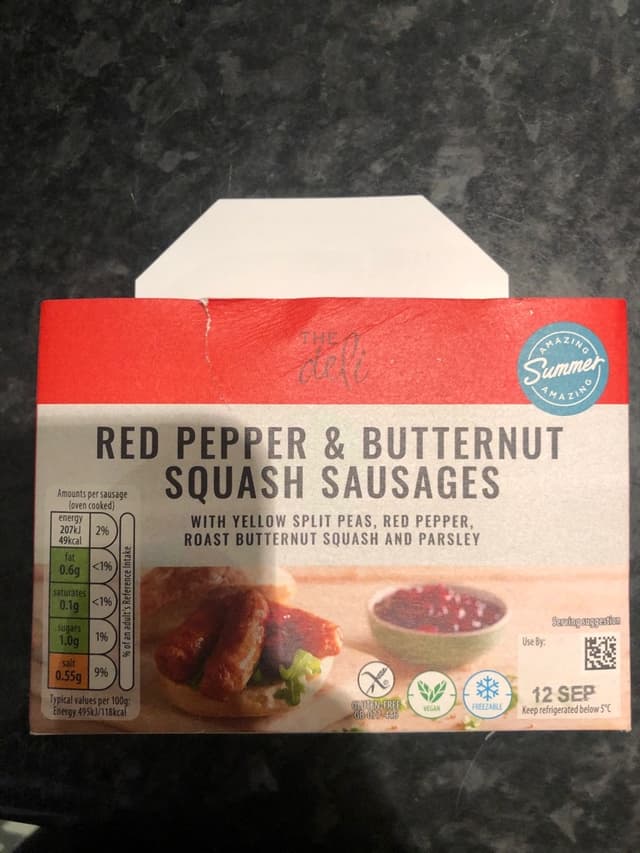 THE
deli
AMAZING
Summer
AMAZING
RED PEPPER & BUTTERNUT
SQUASH SAUSAGES
WITH YELLOW SPLIT PEAS, RED PEPPER,
ROAST BUTTERNUT SQUASH AND PARSLEY
Amounts per sausage
(oven cooked)
energy
207kJ
49kcal
2%
fat
0.6g
<1%
saturates
0.1g
<1%
sugars
1.0g
1%
salt
0.55g
9%
% of an adult's Reference Intake
Typical values per 100g:
Energy 495kJ/118kcal
Serving suggestion
Use By:
12 SEP
Keep refrigerated below 5°C
GLUTEN-FREE
VEGAN
FREEZABLE